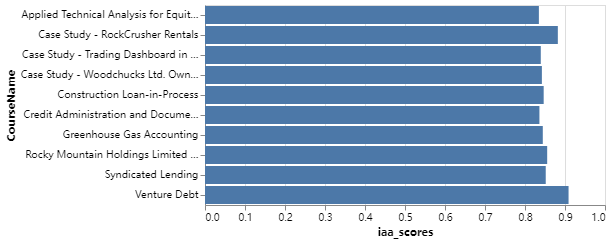 CourseName
Applied Technical Analysis for Equit...
Case Study - RockCrusher Rentals
Case Study - Trading Dashboard in ...
Case Study - Woodchucks Ltd. Own...
Construction Loan-in-Process
Credit Administration and Docume...
Greenhouse Gas Accounting
Rocky Mountain Holdings Limited ...
Syndicated Lending
Venture Debt
0.0 0.1 0.2 0.3 0.4 0.5 0.6 0.7 0.8 0.9 1.0
iaa_scores